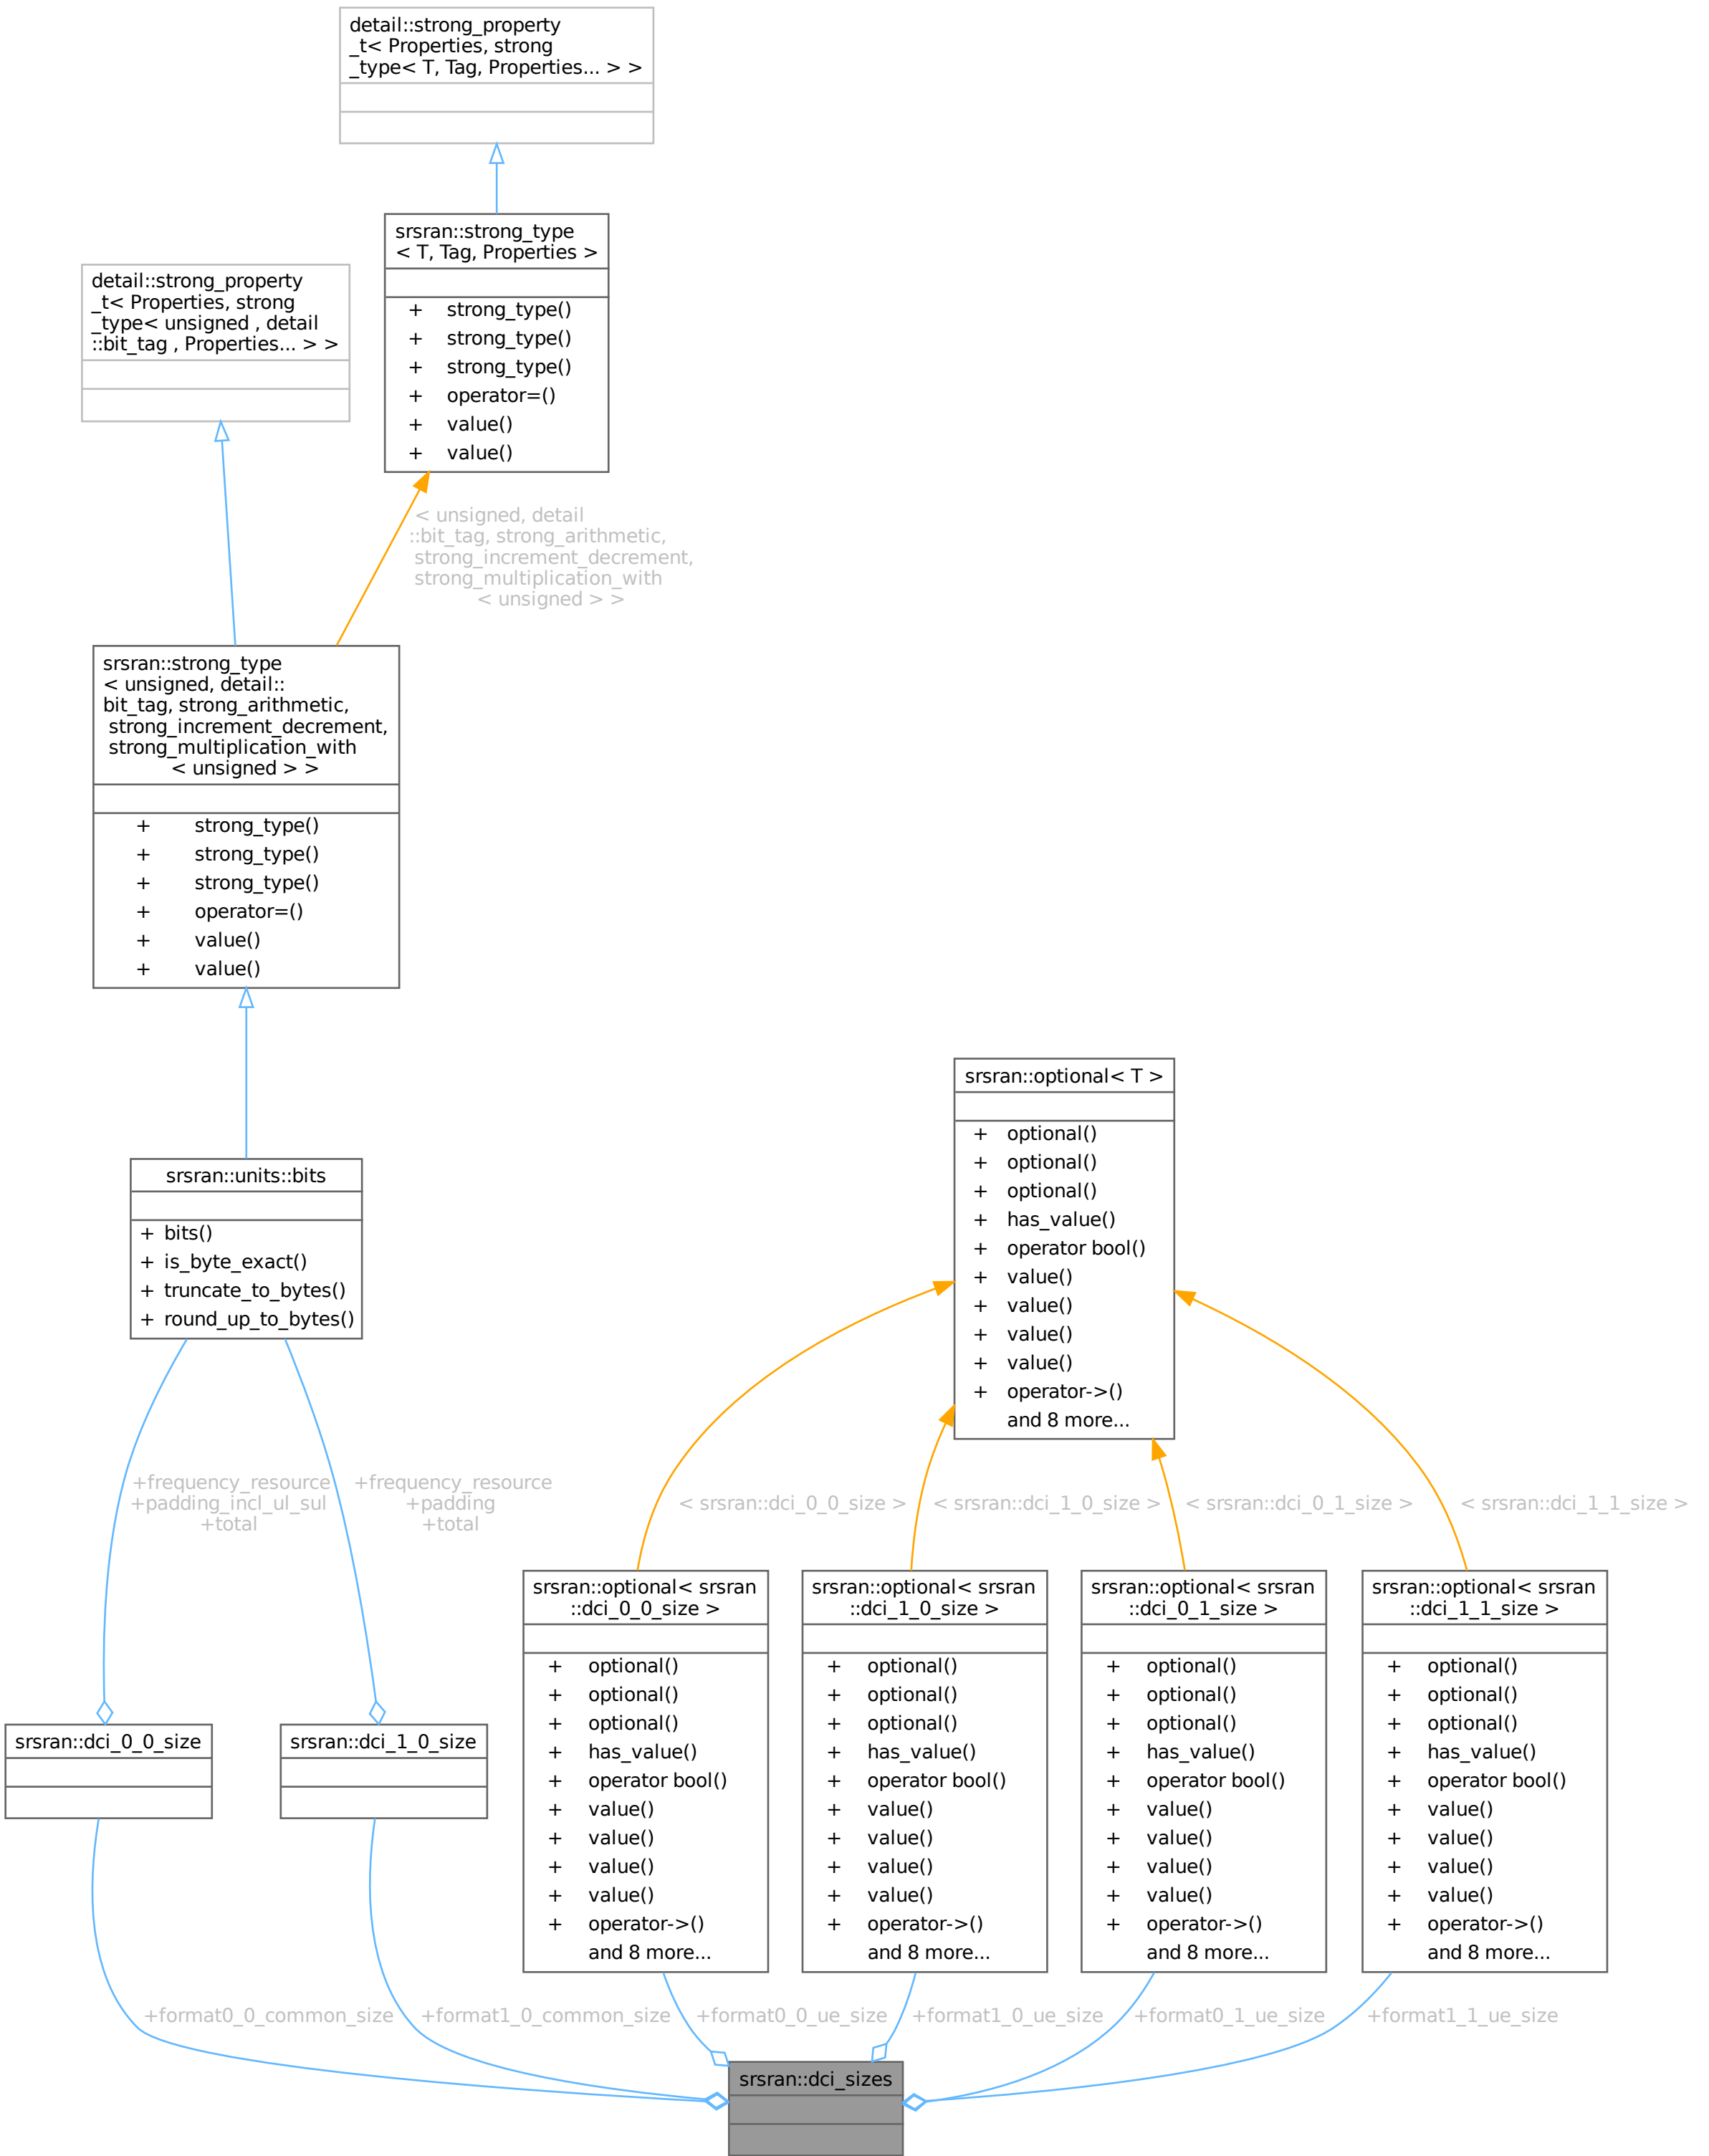 detail::strong_property
_t< Properties, strong
_type< T, Tag, Properties... > >
srsran::strong_type
< T, Tag, Properties >
+ strong_type()
+ strong_type()
+ strong_type()
+ operator=()
+ value()
+ value()
detail::strong_property
_t< Properties, strong
_type< unsigned , detail
::bit_tag , Properties... > >
< unsigned, detail
::bit_tag, strong_arithmetic,
strong_increment_decrement,
strong_multiplication_with
< unsigned > >
srsran::strong_type
< unsigned, detail::
bit_tag, strong_arithmetic,
strong_increment_decrement,
strong_multiplication_with
< unsigned > >
+ strong_type()
+ strong_type()
+ strong_type()
+ operator=()
+ value()
+ value()
srsran::units::bits
+ bits()
+ is_byte_exact()
+ truncate_to_bytes()
+ round_up_to_bytes()
srsran::optional< T >
+ optional()
+ optional()
+ optional()
+ has_value()
+ operator bool()
+ value()
+ value()
+ value()
+ value()
+ operator->()
and 8 more...
+frequency_resource
+padding_incl_ul_sul
+total
+frequency_resource
+padding
+total
< srsran::dci_0_0_size >
< srsran::dci_1_0_size >
< srsran::dci_0_1_size >
< srsran::dci_1_1_size >
srsran::dci_0_0_size
srsran::dci_1_0_size
srsran::optional< srsran
::dci_0_0_size >
+ optional()
+ optional()
+ optional()
+ has_value()
+ operator bool()
+ value()
+ value()
+ value()
+ value()
+ operator->()
and 8 more...
srsran::optional< srsran
::dci_1_0_size >
+ optional()
+ optional()
+ optional()
+ has_value()
+ operator bool()
+ value()
+ value()
+ value()
+ value()
+ operator->()
and 8 more...
srsran::optional< srsran
::dci_0_1_size >
+ optional()
+ optional()
+ optional()
+ has_value()
+ operator bool()
+ value()
+ value()
+ value()
+ value()
+ operator->()
and 8 more...
srsran::optional< srsran
::dci_1_1_size >
+ optional()
+ optional()
+ optional()
+ has_value()
+ operator bool()
+ value()
+ value()
+ value()
+ value()
+ operator->()
and 8 more...
+format0_0_common_size
+format1_0_common_size
+format0_0_ue_size
+format1_0_ue_size
+format0_1_ue_size
+format1_1_ue_size
srsran::dci_sizes